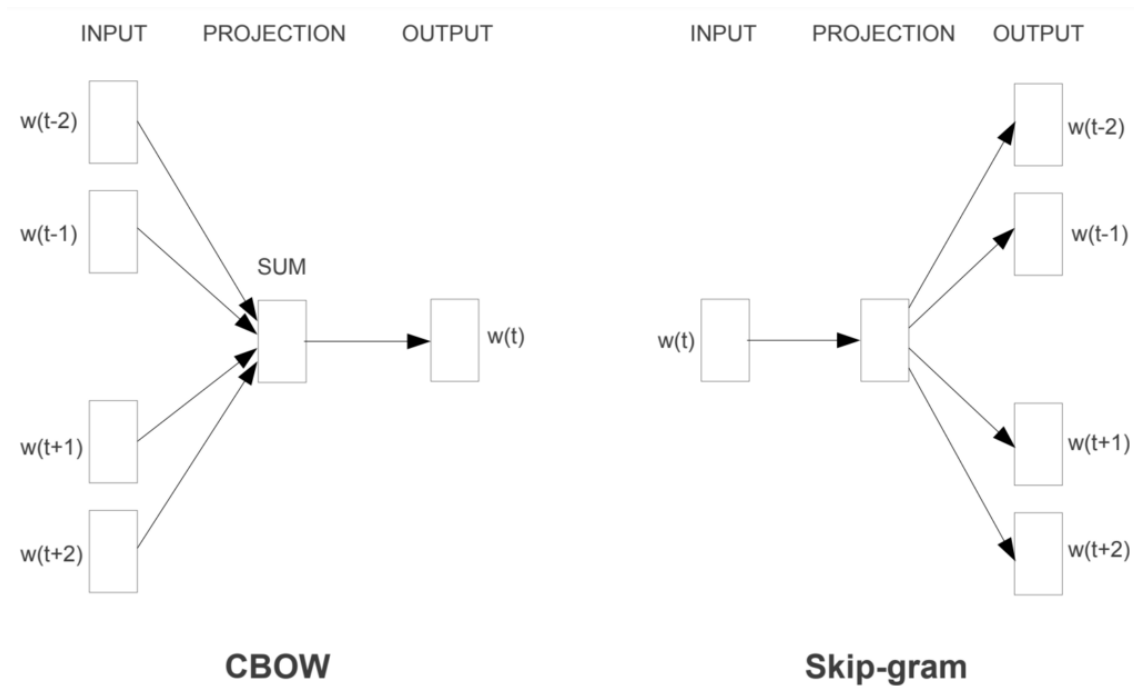 INPUT PROJECTION OUTPUT
w(t-2)
w(t-1)
SUM
w(t)
w(t+1)
w(t+2)
CBOW
INPUT PROJECTION OUTPUT
w(t-2)
w(t-1)
w(t)
w(t+1)
w(t+2)
Skip-gram